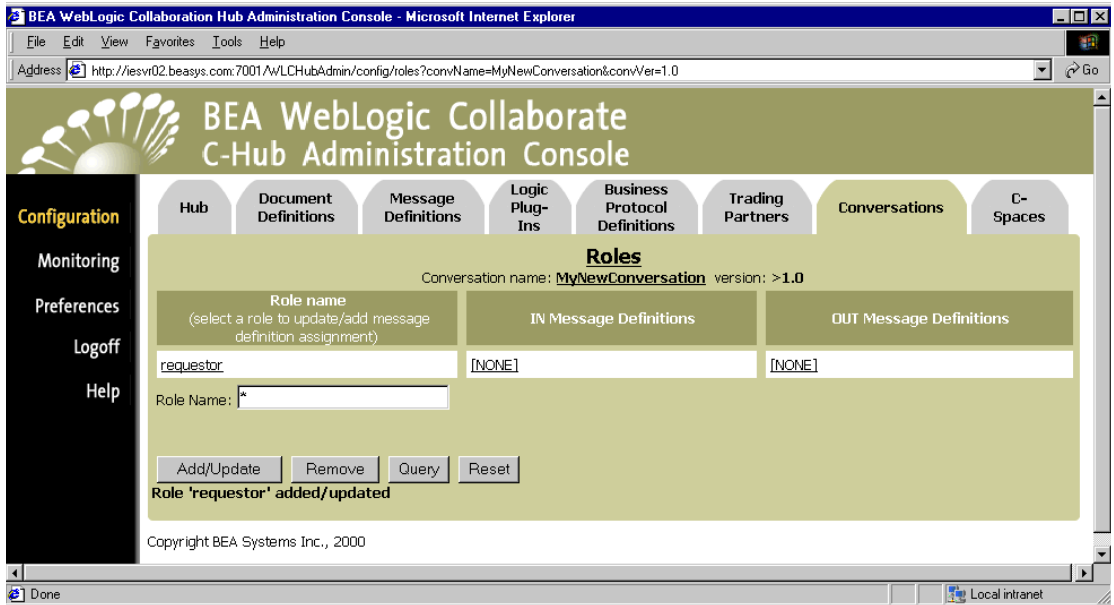 BEA WebLogic Collaboration Hub Administration Console - Microsoft Internet Explorer
File Edit View Favorites Tools Help
Address http://iesvr02.beasys.com:7001/WLCHubAdmin/config/roles?convName=MyNewConversation&convVer=1.0 Go
BEA WebLogic Collaborate
C-Hub Administration Console
Configuration
Monitoring
Preferences
Logoff
Help
Hub
Document
Definitions
Message
Definitions
Logic
Plug-
Ins
Business
Protocol
Definitions
Trading
Partners
Conversations
C-
Spaces
Roles
Conversation name: MyNewConversation version: >1.0
Role name
(select a role to update/add message
definition assignment)
IN Message Definitions
OUT Message Definitions
requestor [NONE] [NONE]
Role Name: *
Add/Update Remove Query Reset
Role 'requestor' added/updated
Copyright BEA Systems Inc., 2000
Done Local intranet